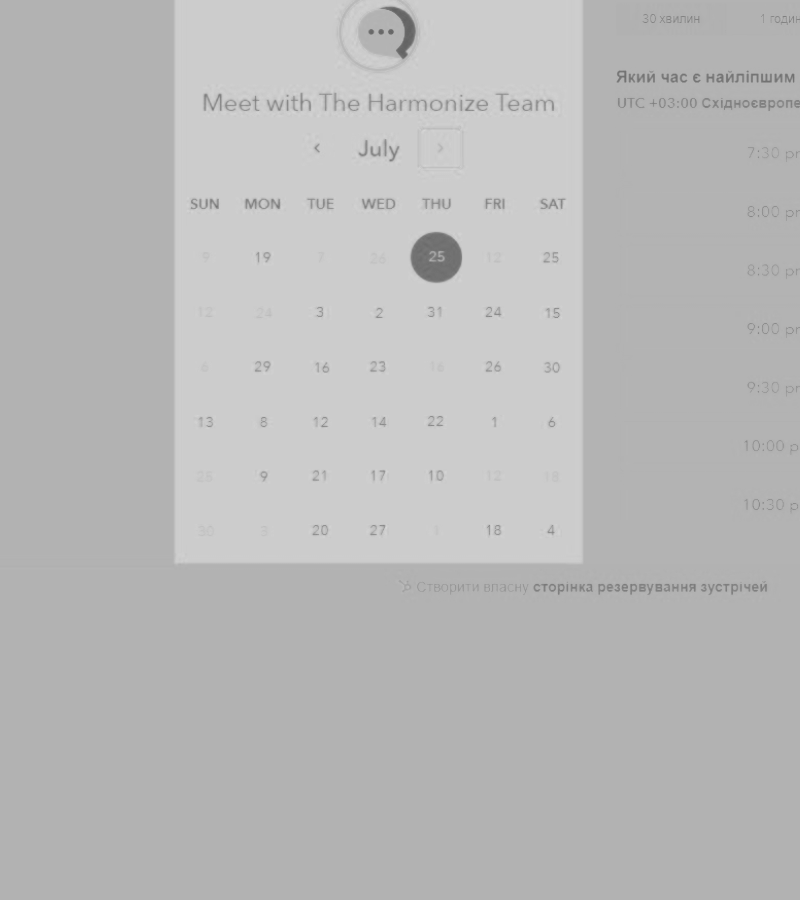 30 хвилин 1 годин
Meet with The Harmonize Team
Який час є найліпшим
UTC +03:00 Східноєвропе
‹ July ›
7:30 pr
SUN MON TUE WED THU FRI SAT
8:00 pr
9 19 7 26 25 12 25
8:30 pr
12 24 3 2 31 24 15
9:00 pr
6 29 16 23 16 26 30
9:30 pr
13 8 12 14 22 1 6
10:00 p
26 9 21 17 10 12 18
10:30 p
30 3 20 27 1 18 4
Створити власну сторінка резервування зустрічей